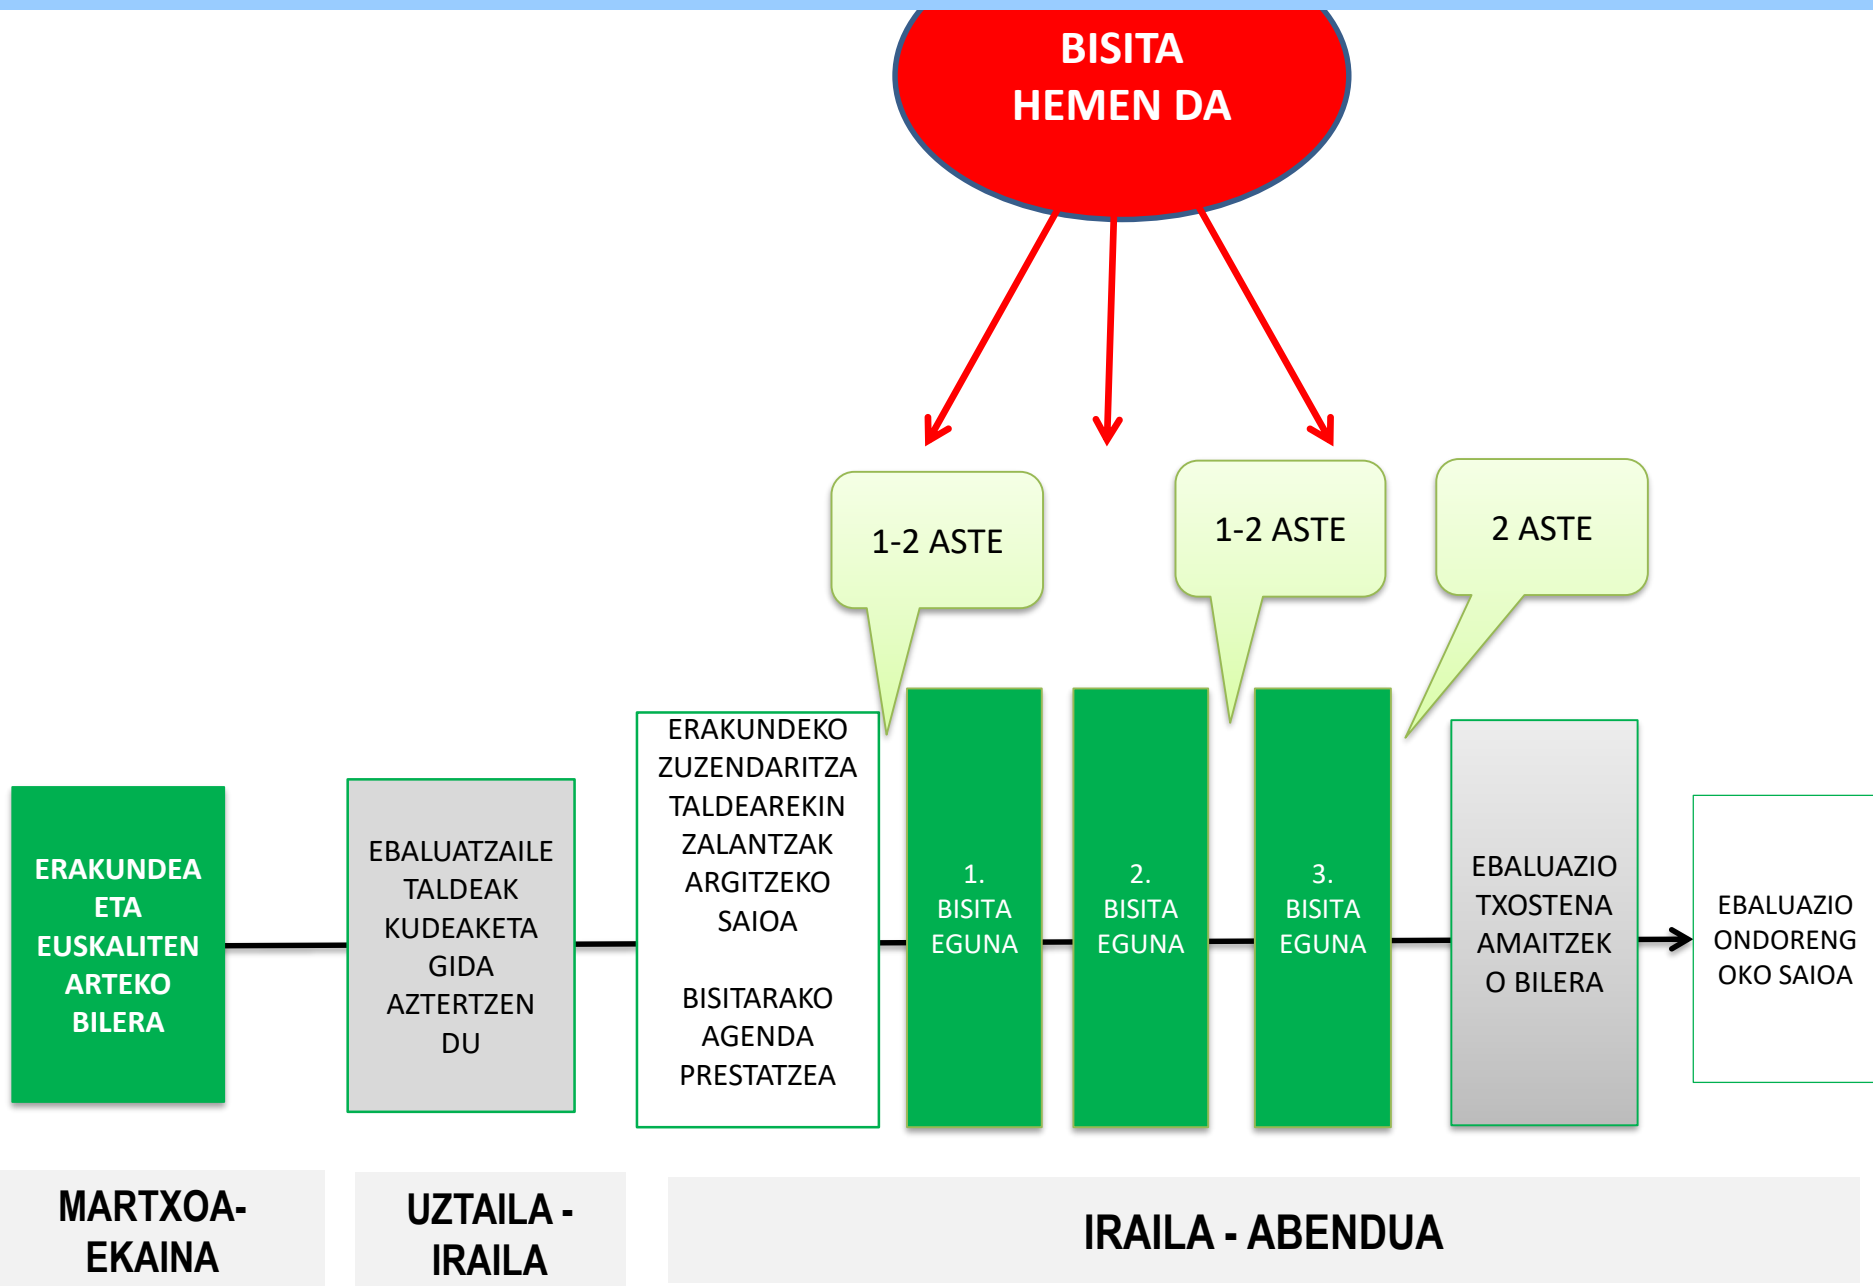 BISITA
HEMEN DA
1-2 ASTE
1-2 ASTE
2 ASTE
ERAKUNDEA
ETA
EUSKALITEN
ARTEKO
BILERA
EBALUATZAILE
TALDEAK
KUDEAKETA
GIDA
AZTERTZEN
DU
ERAKUNDEKO
ZUZENDARITZA
TALDEAREKIN
ZALANTZAK
ARGITZEKO
SAIOA
BISITARAKO
AGENDA
PRESTATZEA
1.
BISITA
EGUNA
2.
BISITA
EGUNA
3.
BISITA
EGUNA
EBALUAZIO
TXOSTENA
AMAITZEK
O BILERA
EBALUAZIO
ONDORENG
OKO SAIOA
MARTXOA-
EKAINA
UZTAILA -
IRAILA
IRAILA - ABENDUA